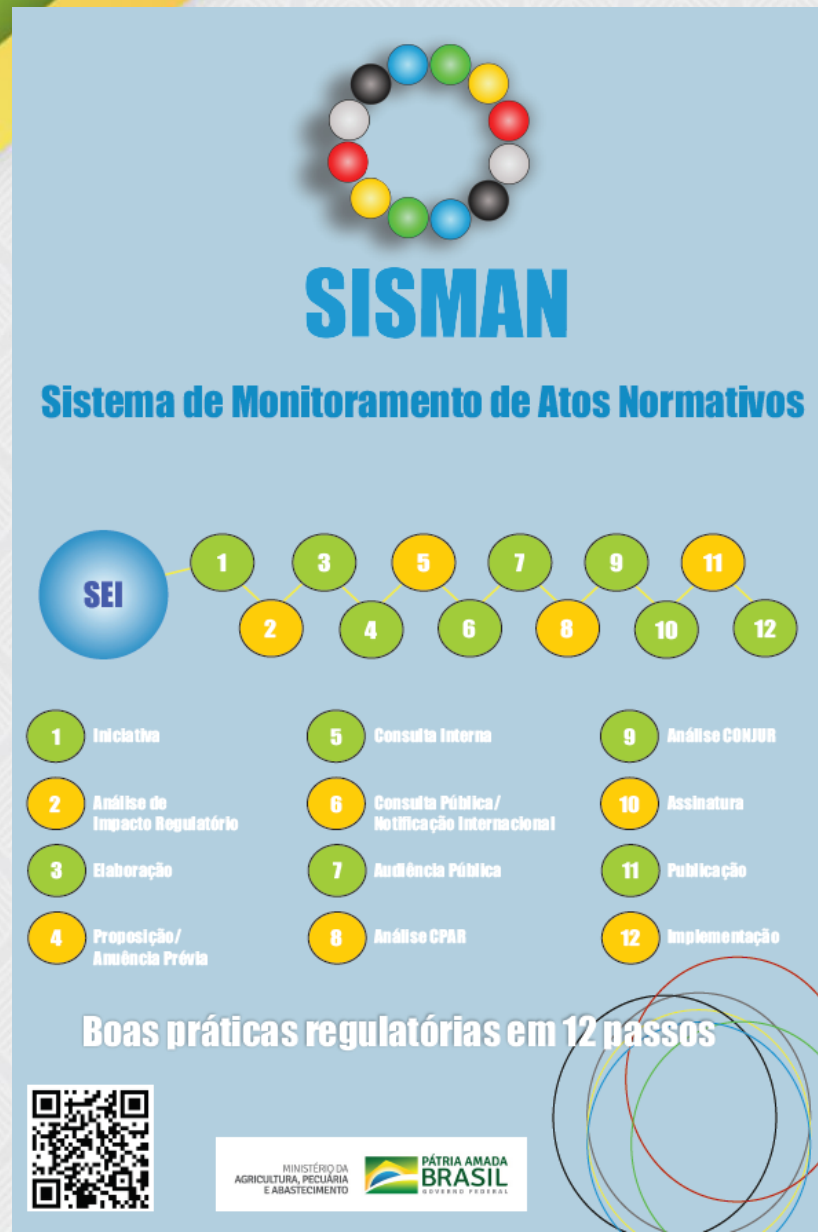 SISMAN
Sistema de Monitoramento de Atos Normativos
SEI
1
3
5
7
9
11
2
4
6
8
10
12
1 Iniciativa
2 Análise de
Impacto Regulatório
3 Elaboração
4 Proposição/
Anuência Prévia
5 Consulta Interna
6 Consulta Pública/
Notificação Internacional
7 Audiência Pública
8 Análise CPAR
9 Análise CONJUR
10 Assinatura
11 Publicação
12 Implementação
Boas práticas regulatórias em 12 passos
MINISTÉRIO DA
AGRICULTURA, PECUÁRIA
E ABASTECIMENTO
PÁTRIA AMADA
BRASIL
GOVERNO FEDERAL